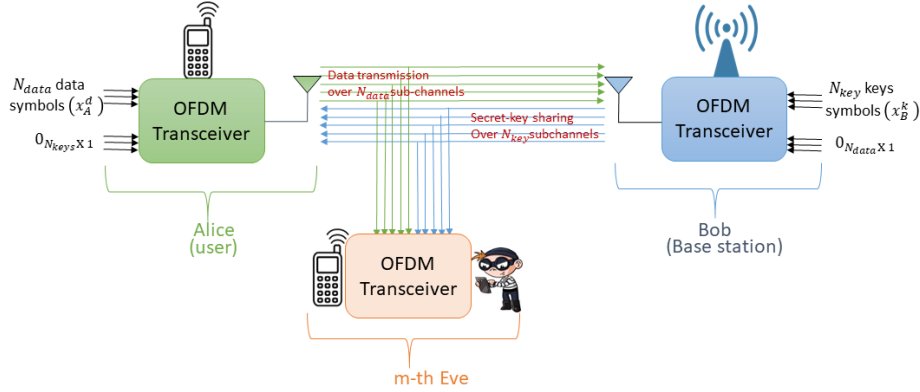 N_data data
symbols (x_A^d)
0_{N_keys}x 1
OFDM
Transceiver
Data transmission
over N_data sub-channels
Secret-key sharing
Over N_key subchannels
OFDM
Transceiver
N_key keys
symbols (x_B^k)
0_{N_data}x 1
Alice
(user)
Bob
(Base station)
OFDM
Transceiver
m-th Eve